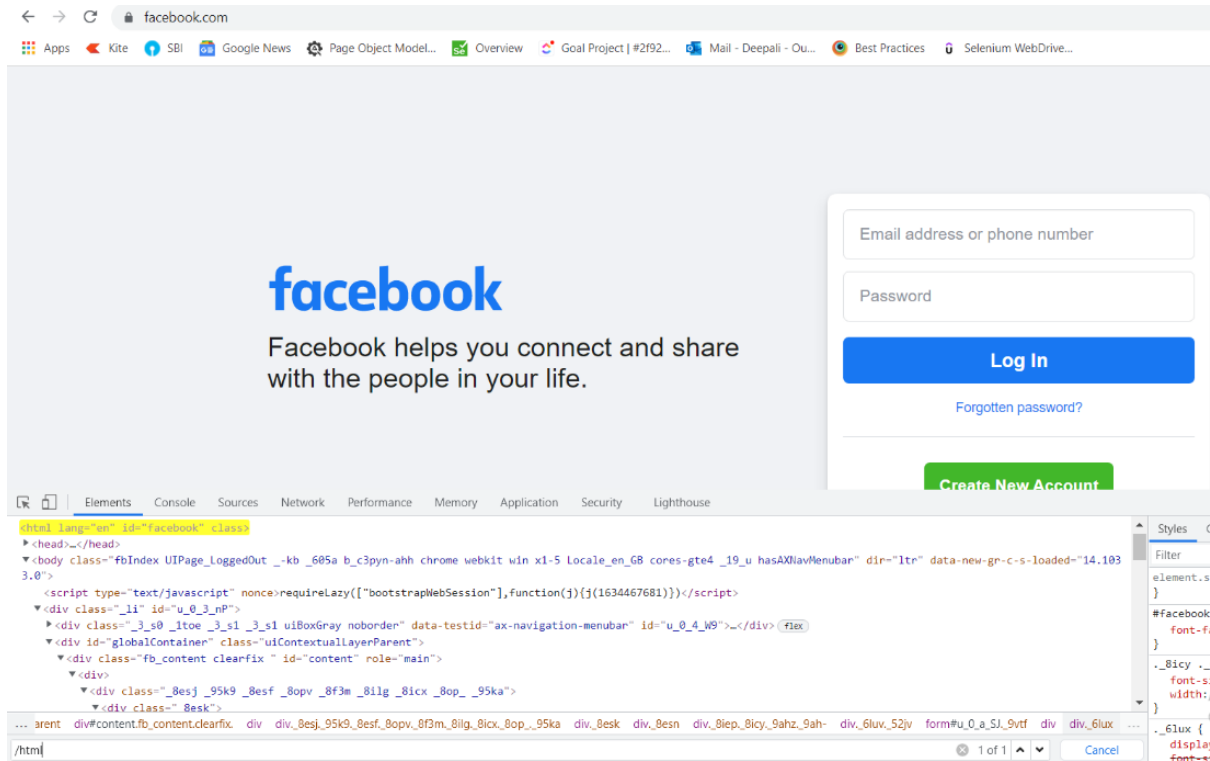 facebook.com
Apps Kite SBI Google News Page Object Model... Overview Goal Project | #2f92... Mail - Deepali - Ou... Best Practices Selenium WebDrive...
Email address or phone number
facebook
Password
Facebook helps you connect and share
with the people in your life.
Log In
Forgotten password?
Create New Account
Elements Console Sources Network Performance Memory Application Security Lighthouse
<html lang="en" id="facebook" class>
<head>…</head>
<body class="fbIndex UIPage_LoggedOut _-kb _605a b_c3pyn-ahh chrome webkit win x1-5 Locale_en_GB cores-gte4 _19_u hasAXNavMenubar" dir="ltr" data-new-gr-c-s-loaded="14.103
3.0">
<script type="text/javascript" nonce>requireLazy(["bootstrapWebSession"],function(j){j(1634467681)})</script>
<div class="_li" id="u_0_3_nP">
<div class="_3_s0 _1toe _3_s1 _3_s1 uiBoxGray noborder" data-testid="ax-navigation-menubar" id="u_0_4_W9">…</div> flex
<div id="globalContainer" class="uiContextualLayerParent">
<div class="fb_content clearfix " id="content" role="main">
<div>
<div class="_8esj _95k9 _8esf _8opv _8f3m _8ilg _8icx _8op_ _95ka">
<div class="_8esk">
... arent div#content.fb_content.clearfix. div div._8esj._95k9._8esf._8opv._8f3m._8ilg._8icx._8op_._95ka div._8esk div._8esn div._8iep._8icy._9ahz._9ah- div._6luv._52jv form#u_0_a_SJ._9vtf div div._6lux ...
/html 1 of 1 Cancel
Styles
Filter
element.s
}
#facebook
font-fa
}
._8icy ._
font-si
width:
}
._6lux {
display
font-s